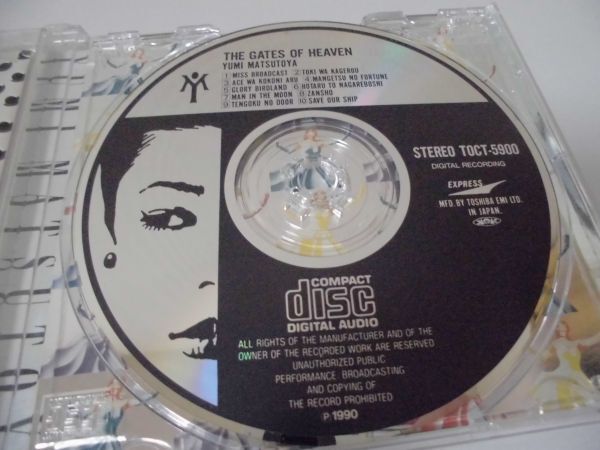 THE GATES OF HEAVEN
YUMI MATSUTOYA
1 MISS BROADCAST 2 TOKI WA KAGEROU
3 ACE WA KOKONI ARU 4 MANGETSU NO FORTUNE
5 GLORY BIRDLAND 6 HOTARU TO NAGAREBOSHI
7 MAN IN THE MOON 8 ZANSHO
9 TENGOKU NO DOOR 10 SAVE OUR SHIP
STEREO TOCT-5900
DIGITAL RECORDING
EXPRESS
MFD. BY TOSHIBA EMI LTD.
IN JAPAN.
COMPACT
disc
DIGITAL AUDIO
ALL RIGHTS OF THE MANUFACTURER AND OF THE
OWNER OF THE RECORDED WORK ARE RESERVED
UNAUTHORIZED PUBLIC
PERFORMANCE BROADCASTING
AND COPYING OF
THE RECORD PROHIBITED
P 1990